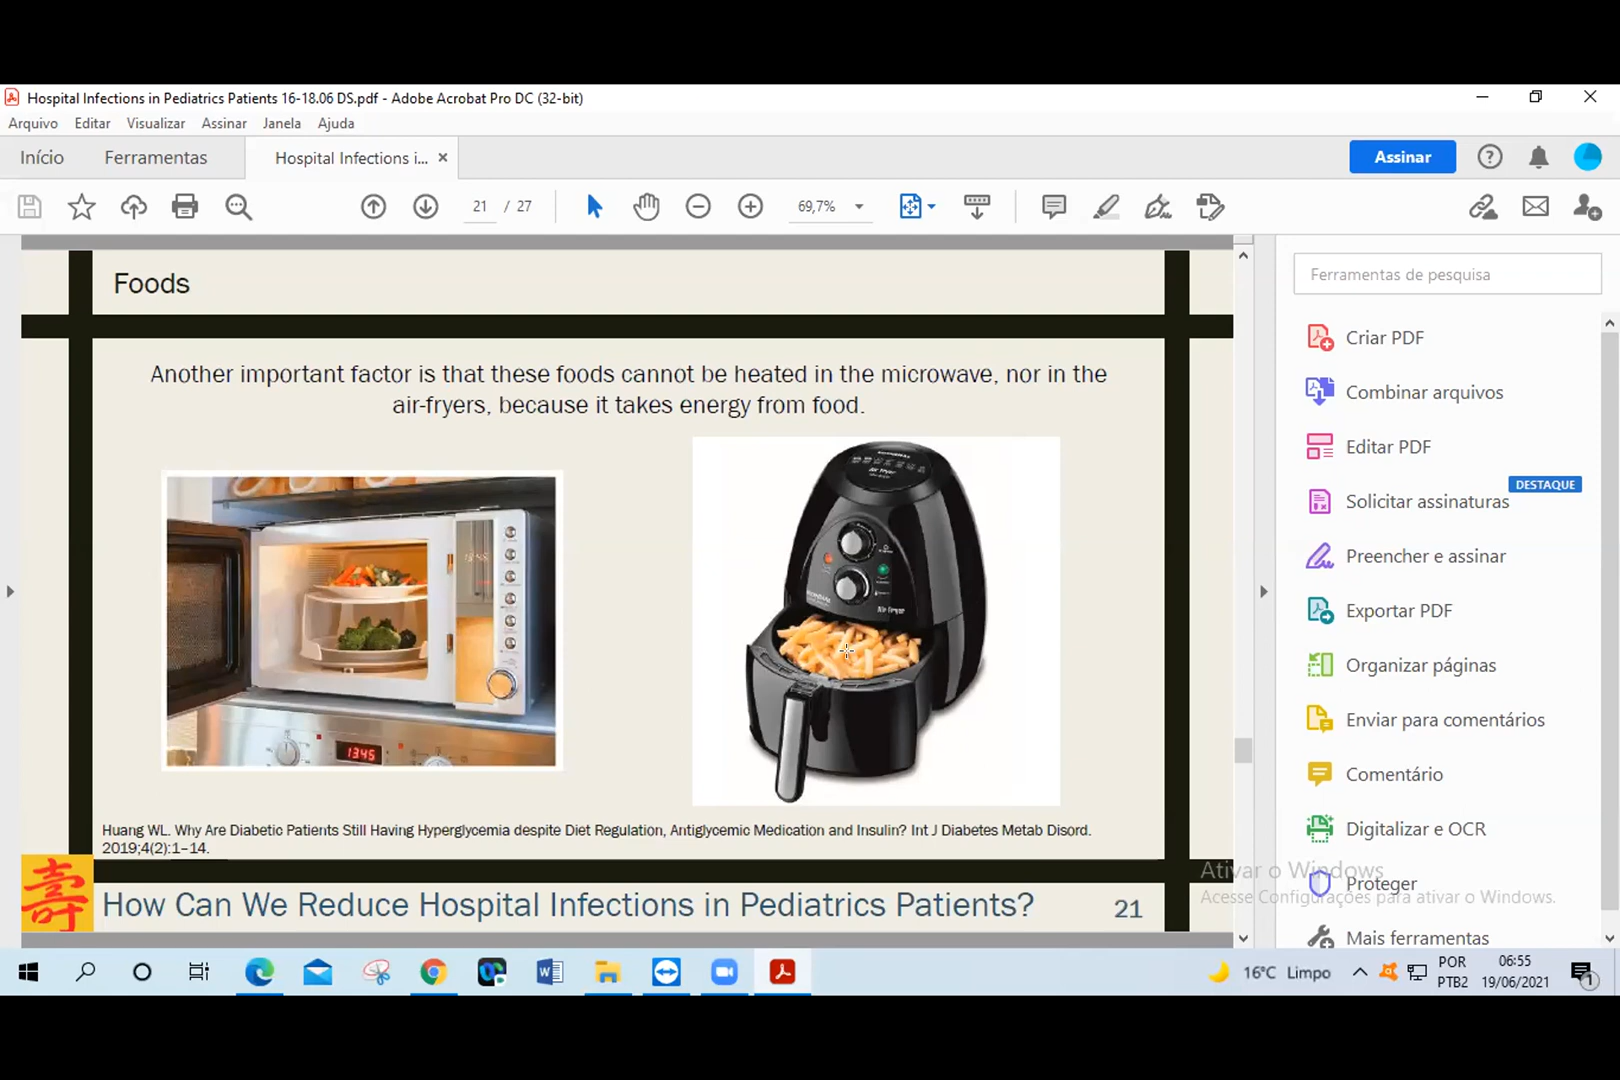 Hospital Infections in Pediatrics Patients 16-18.06 DS.pdf - Adobe Acrobat Pro DC (32-bit)
Arquivo Editar Visualizar Assinar Janela Ajuda
Início Ferramentas Hospital Infections i... × Assinar
21 / 27 69,7%
Foods
Another important factor is that these foods cannot be heated in the microwave, nor in the
air-fryers, because it takes energy from food.
Air Fryer
1345
Huang WL. Why Are Diabetic Patients Still Having Hyperglycemia despite Diet Regulation, Antiglycemic Medication and Insulin? Int J Diabetes Metab Disord.
2019;4(2):1–14.
壽
How Can We Reduce Hospital Infections in Pediatrics Patients? 21
Ferramentas de pesquisa
Criar PDF
Combinar arquivos
Editar PDF
DESTAQUE
Solicitar assinaturas
Preencher e assinar
Exportar PDF
Organizar páginas
Enviar para comentários
Comentário
Digitalizar e OCR
Ativar o Windows
Proteger
Acesse Configurações para ativar o Windows.
Mais ferramentas
16°C Limpo
POR
PTB2
06:55
19/06/2021
1